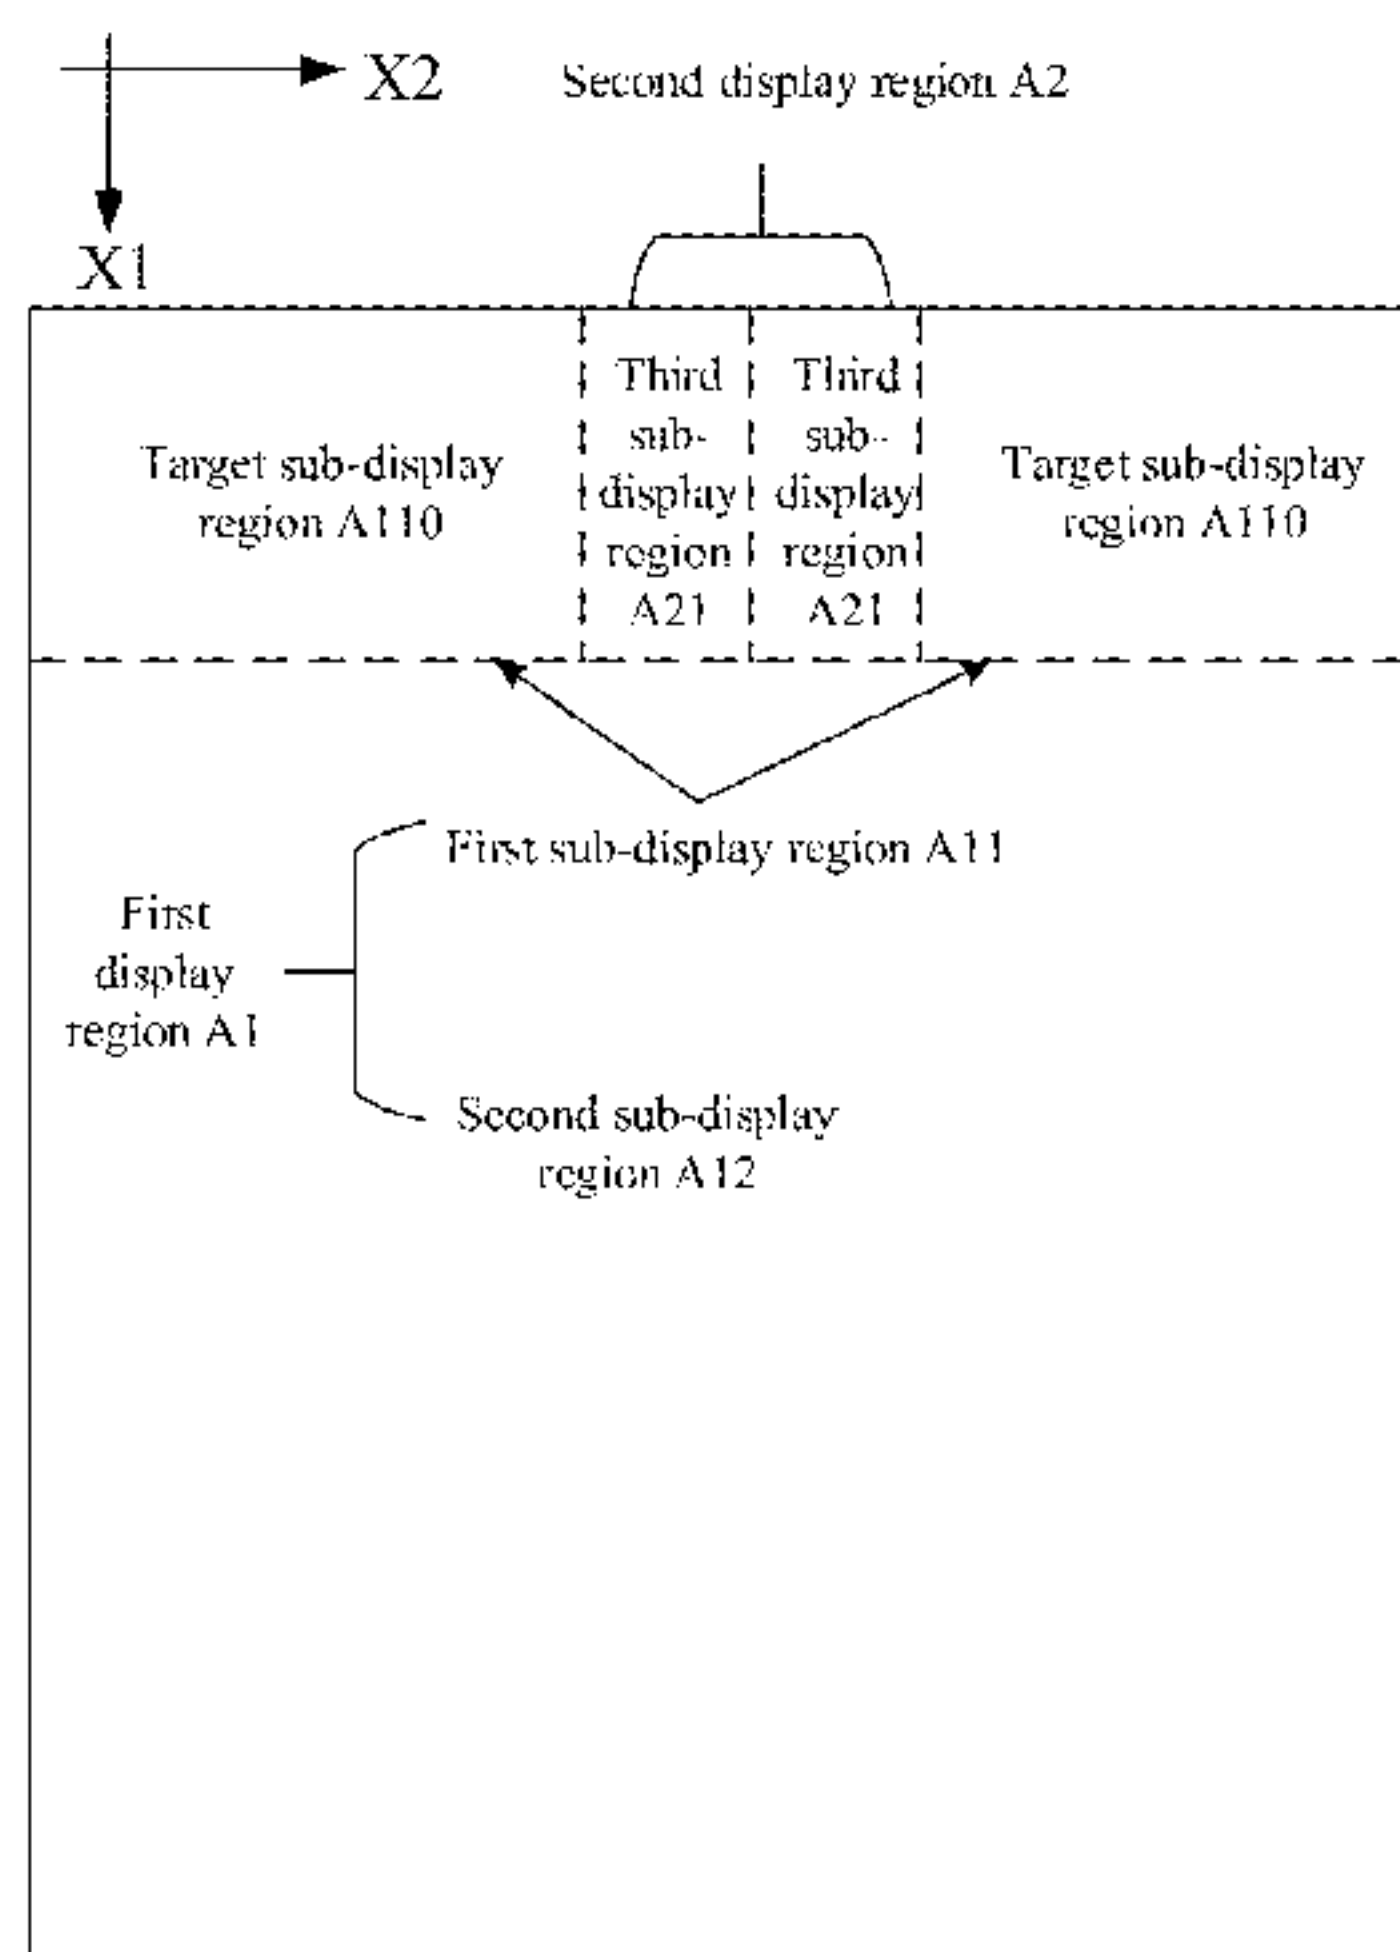 X2
Second display region A2
X1
Target sub-display
region A110
Third
sub-
display
region
A21
Third
sub-
display
region
A21
Target sub-display
region A110
First sub-display region A11
First
display
region A1
Second sub-display
region A12